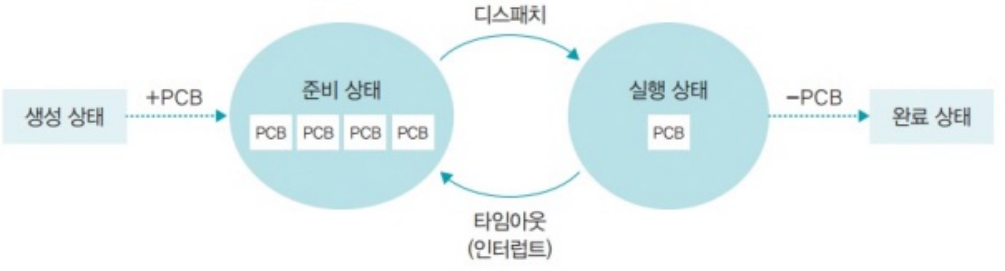 디스패치
생성 상태
+PCB
준비 상태
PCB PCB PCB PCB
실행 상태
PCB
–PCB
완료 상태
타임아웃
(인터럽트)